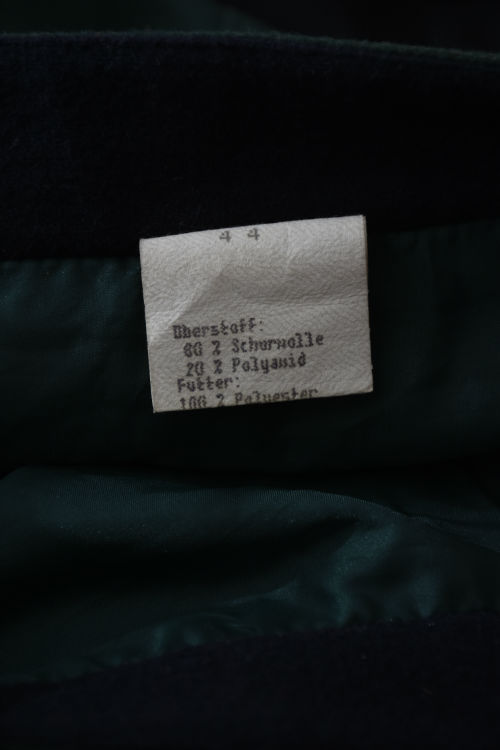 44
Oberstoff:
80 % Schurwolle
20 % Polyamid
Futter:
100 % Polyester